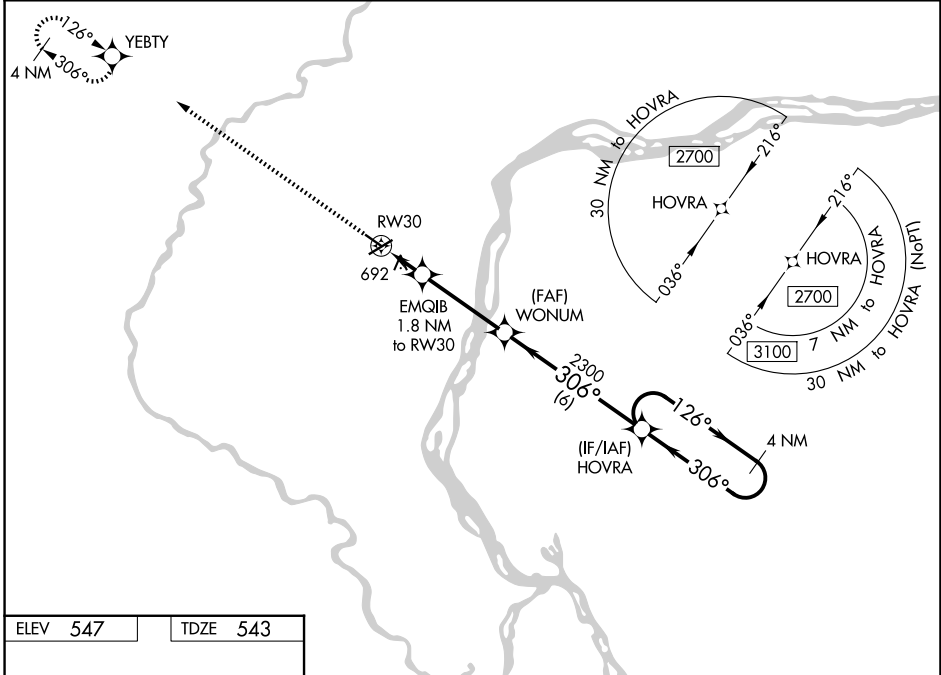 126°
YEBTY
306°
4 NM
30 NM to HOVRA
2700
216°
HOVRA
036°
216°
HOVRA
2700
036°
3100
7 NM to HOVRA
30 NM to HOVRA (NoPT)
RW30
692
EMQIB
1.8 NM
to RW30
(FAF)
WONUM
2300
306°
(6)
(IF/IAF)
HOVRA
126°
4 NM
306°
ELEV 547
TDZE 543